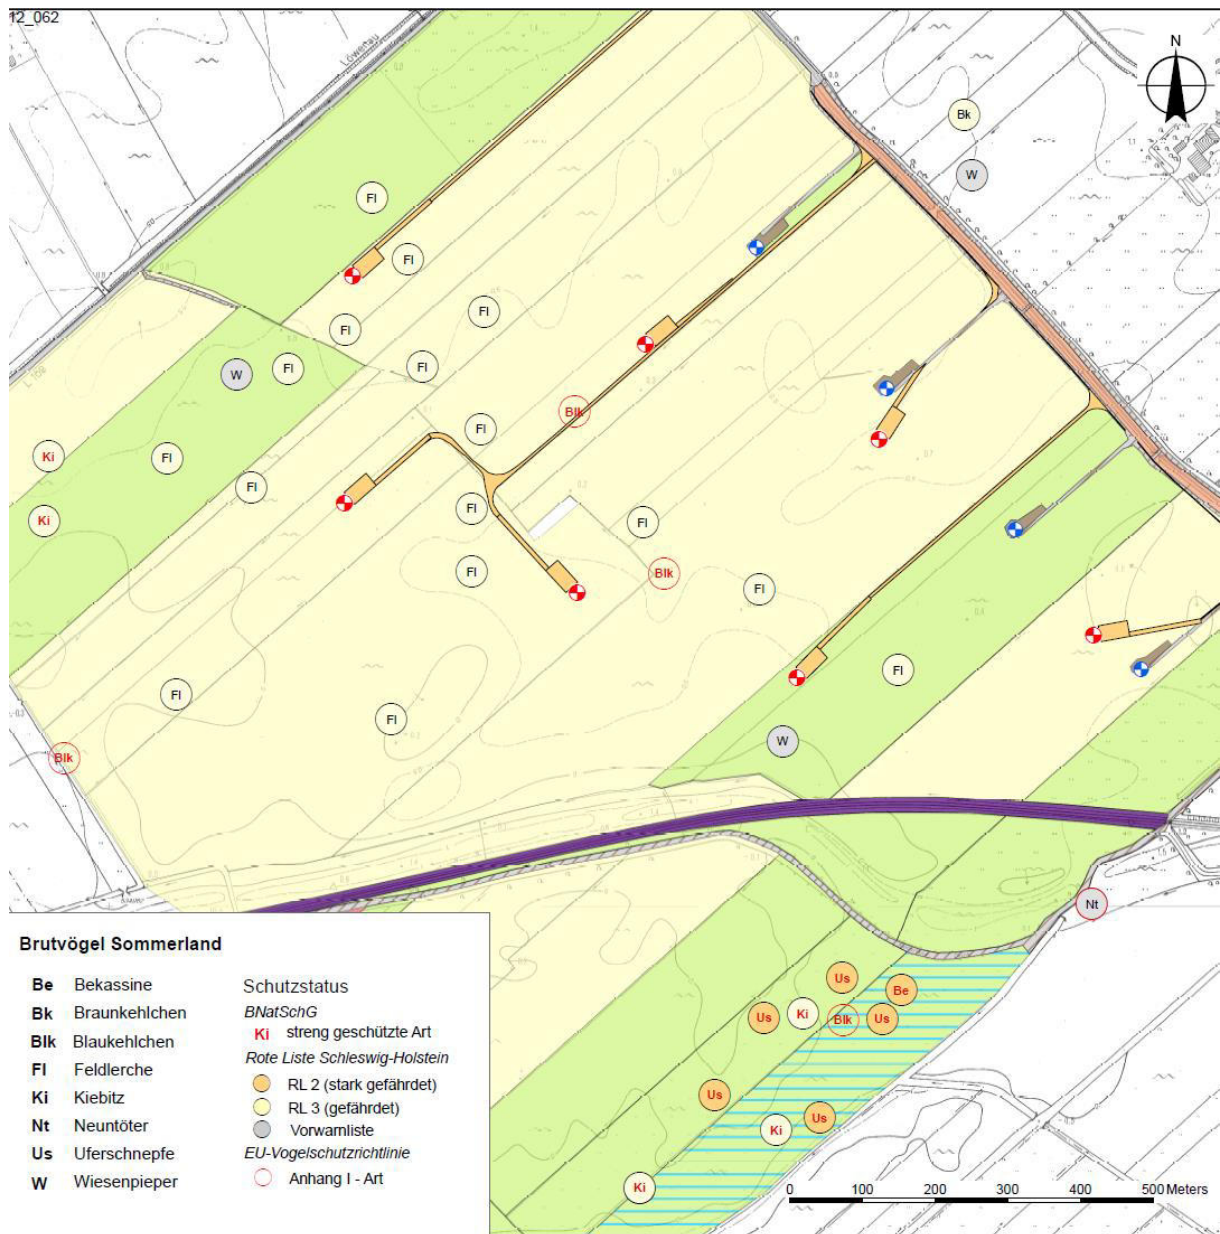 12_062
Löwenau
N
Bk
W
Fl
Fl
Fl
Fl
W
Fl
Fl
Blk
Fl
Ki
Fl
Fl
Ki
Fl
Fl
Fl
Blk
Fl
Fl
Fl
Fl
W
Blk
Nt
Brutvögel Sommerland
Be Bekassine
Bk Braunkehlchen
Blk Blaukehlchen
Fl Feldlerche
Ki Kiebitz
Nt Neuntöter
Us Uferschnepfe
W Wiesenpieper
Schutzstatus
BNatSchG
Ki streng geschützte Art
Rote Liste Schleswig-Holstein
RL 2 (stark gefährdet)
RL 3 (gefährdet)
Vorwarnliste
EU-Vogelschutzrichtlinie
Anhang I - Art
Us
Be
Us
Ki
Blk
Us
Us
Us
Ki
Ki
0 100 200 300 400 500 Meters